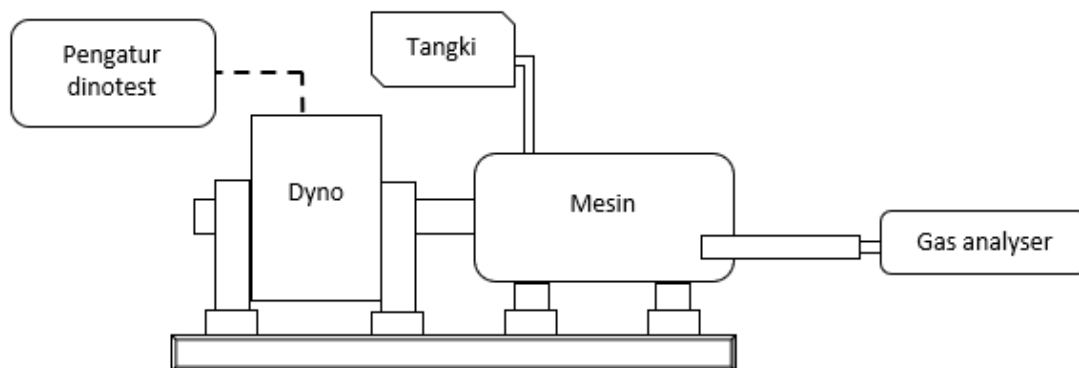 Pengatur
dinotest
Tangki
Dyno
Mesin
Gas analyser